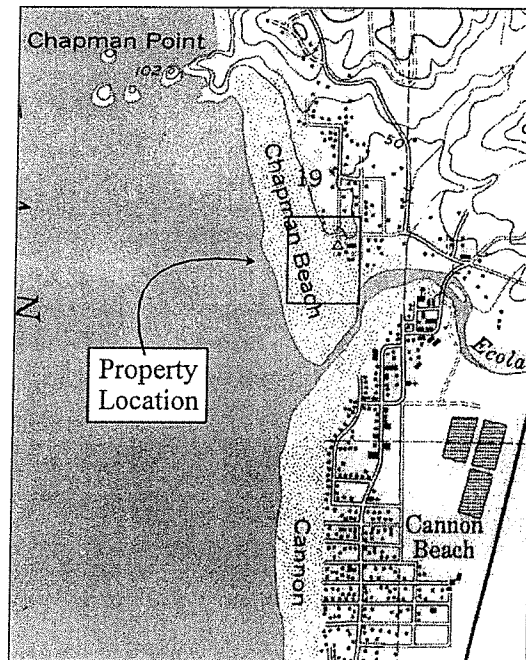 Chapman Point
102
50
19
Chapman Beach
N
Property
Location
Ecola
Cannon
Beach
Cannon